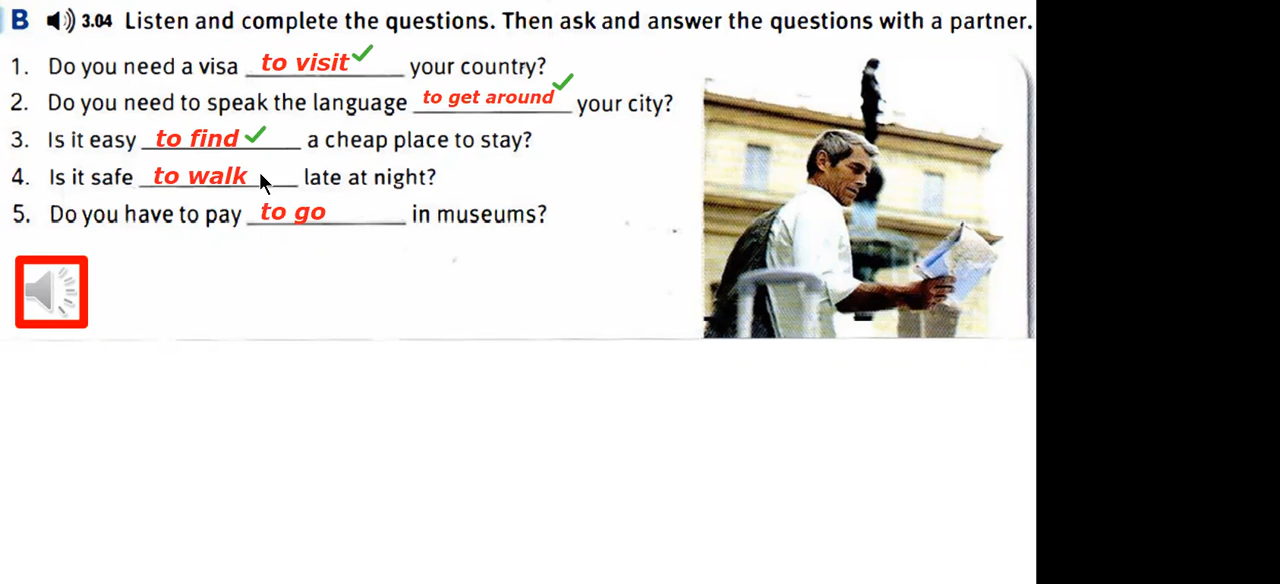 B 3.04 Listen and complete the questions. Then ask and answer the questions with a partner.
1. Do you need a visa to visit your country?
2. Do you need to speak the language to get around your city?
3. Is it easy to find a cheap place to stay?
4. Is it safe to walk late at night?
5. Do you have to pay to go in museums?